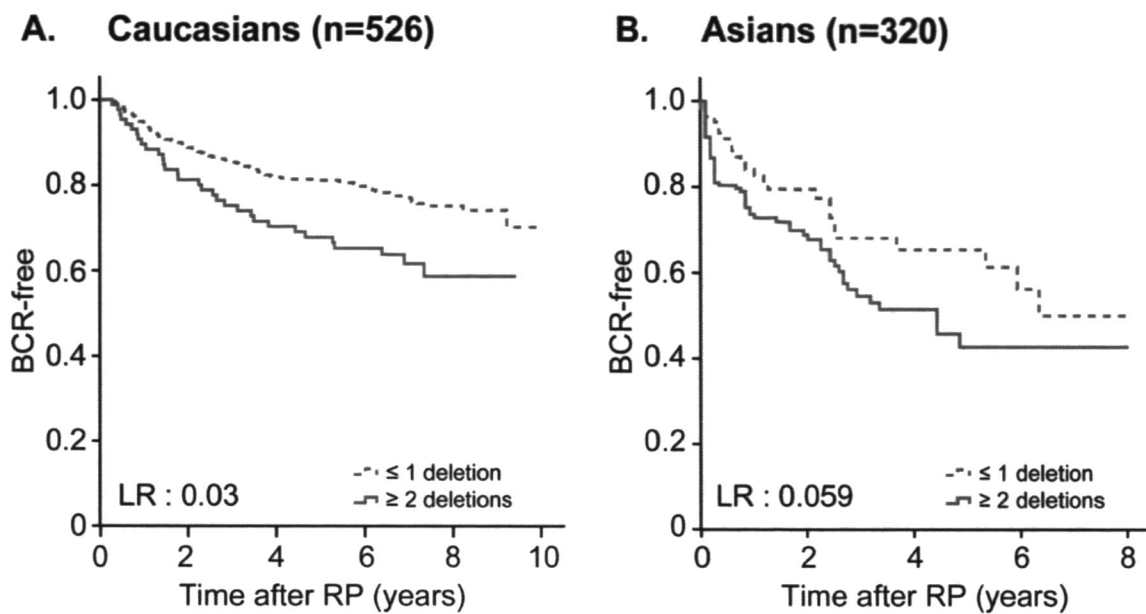 A. Caucasians (n=526)
BCR-free
1.0
0.8
0.6
0.4
0.2
0
LR : 0.03
≤ 1 deletion
≥ 2 deletions
0 2 4 6 8 10
Time after RP (years)
B. Asians (n=320)
BCR-free
1.0
0.8
0.6
0.4
0.2
0
LR : 0.059
≤ 1 deletion
≥ 2 deletions
0 2 4 6 8
Time after RP (years)